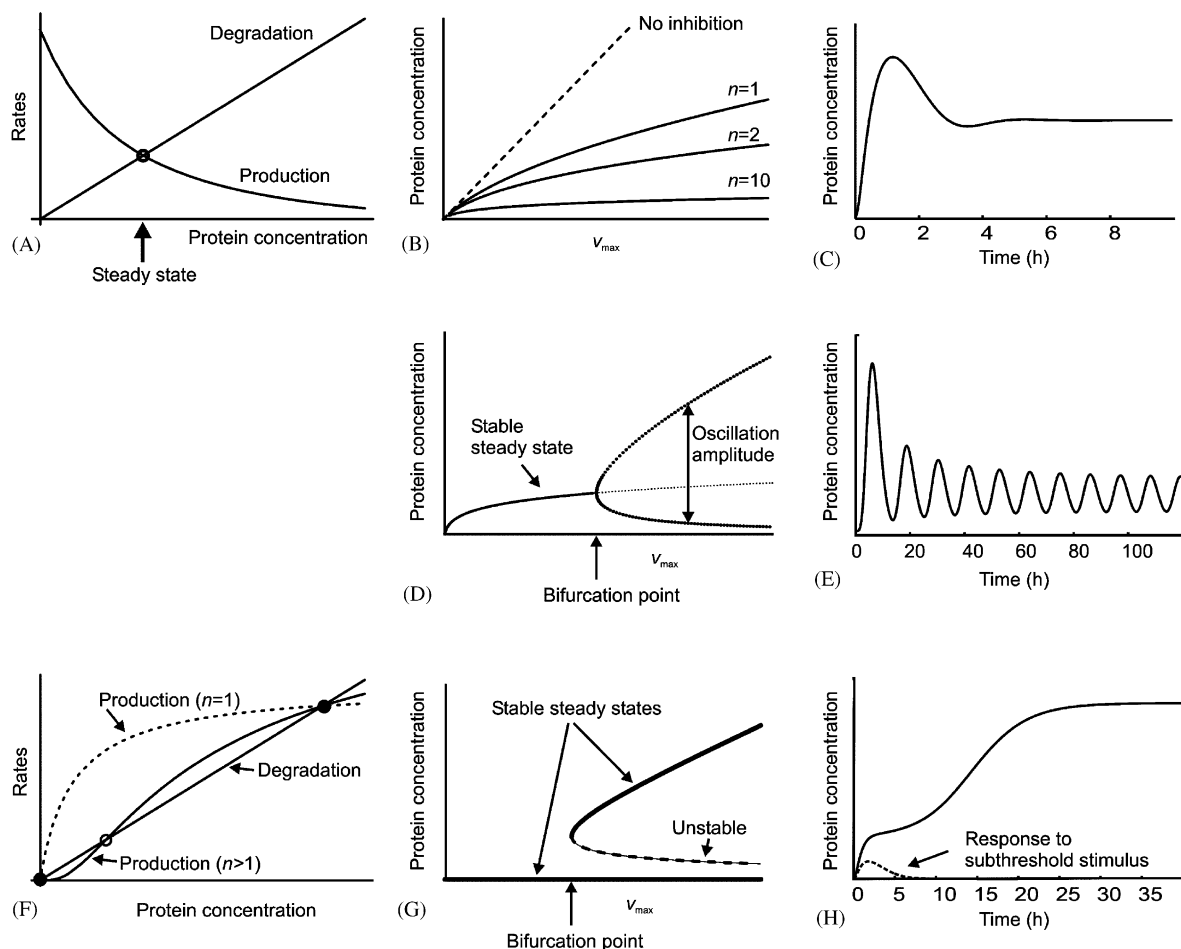 Degradation
Rates
Production
Protein concentration
(A)
Steady state
No inhibition
Protein concentration
n=1
n=2
n=10
(B)
vmax
Protein concentration
0 2 4 6 8
(C)
Time (h)
Protein concentration
Stable
steady state
Oscillation
amplitude
(D)
vmax
Bifurcation point
Protein concentration
0 20 40 60 80 100
(E)
Time (h)
Production (n=1)
Rates
Degradation
Production (n>1)
(F)
Protein concentration
Protein concentration
Stable steady states
Unstable
(G)
vmax
Bifurcation point
Protein concentration
Response to
subthreshold stimulus
0 5 10 15 20 25 30 35
(H)
Time (h)